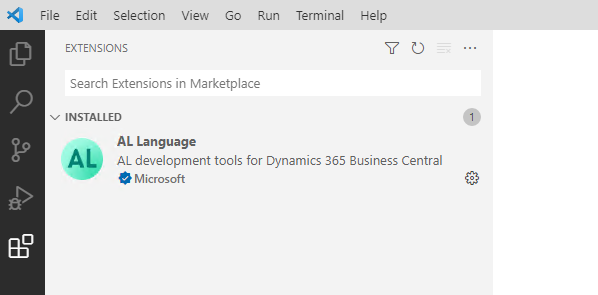 File Edit Selection View Go Run Terminal Help
EXTENSIONS
Search Extensions in Marketplace
INSTALLED 1
AL Language
AL AL development tools for Dynamics 365 Business Central
Microsoft